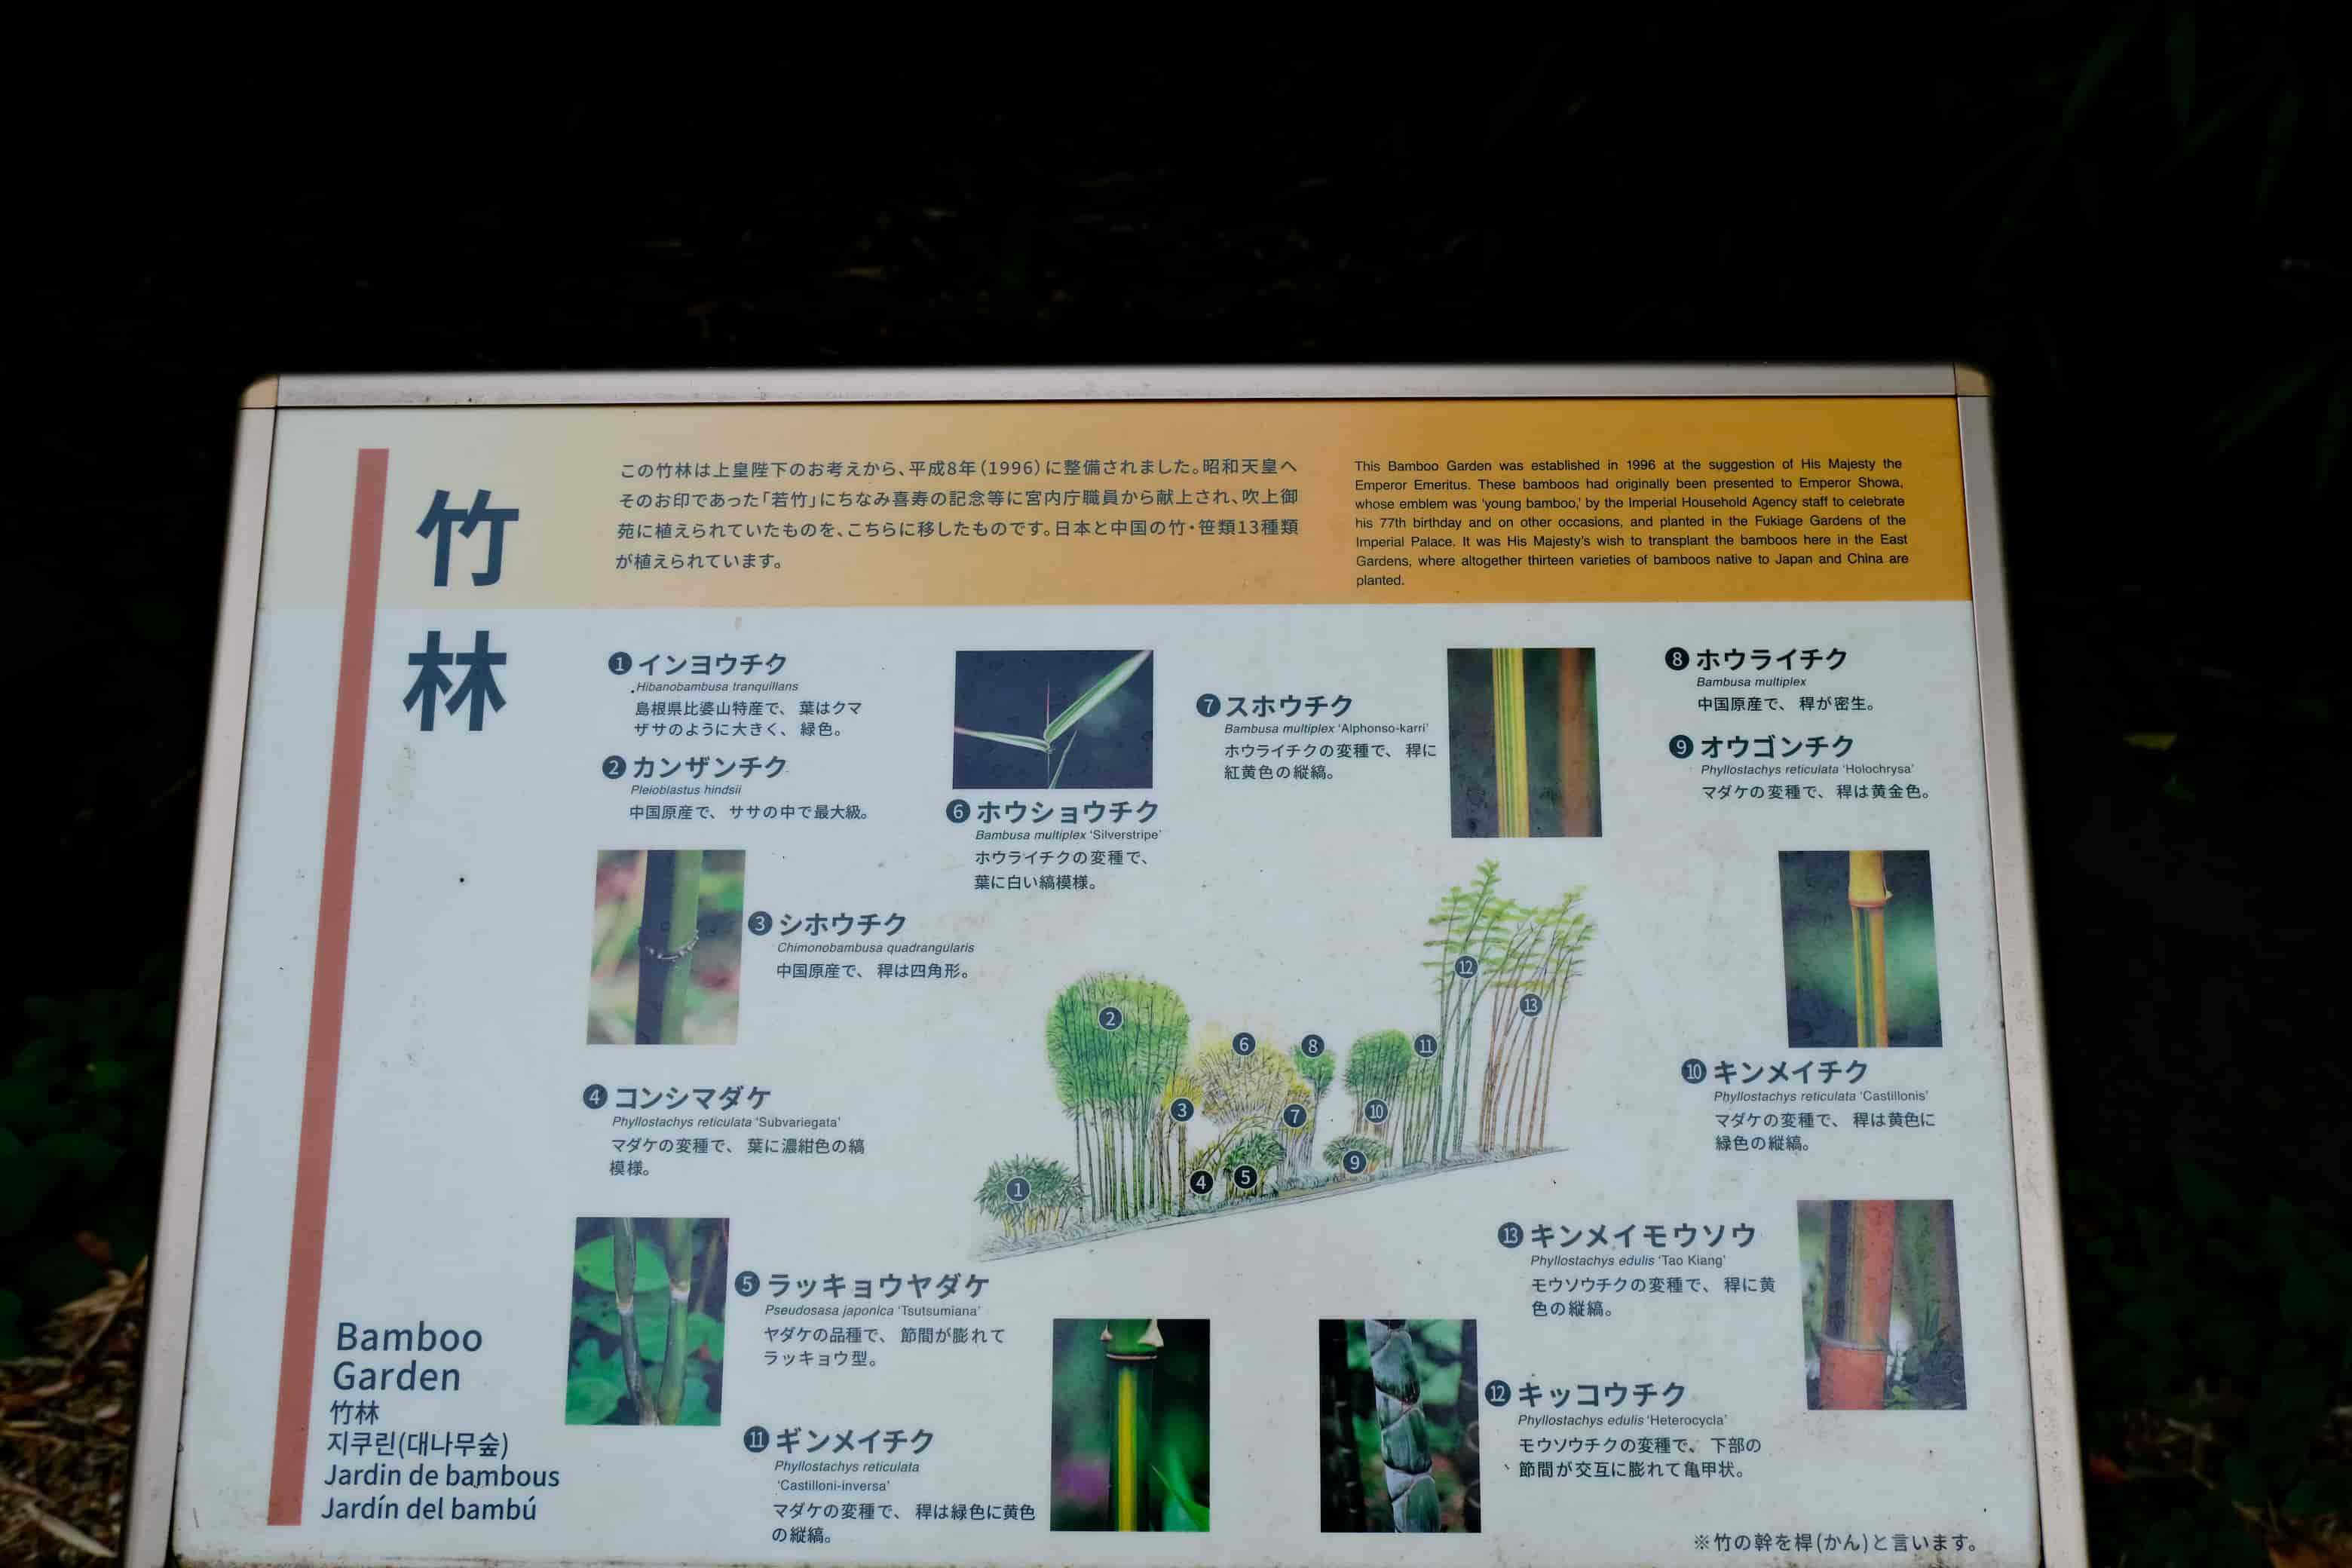 竹林
この竹林は上皇陛下のお考えから、平成8年(1996)に整備されました。昭和天皇へ
そのお印であった「若竹」にちなみ喜寿の記念等に宮内庁職員から献上され、吹上御
苑に植えられていたものを、こちらに移したものです。日本と中国の竹・笹類13種類
が植えられています。
This Bamboo Garden was established in 1996 at the suggestion of His Majesty the
Emperor Emeritus. These bamboos had originally been presented to Emperor Showa,
whose emblem was ‘young bamboo,’ by the Imperial Household Agency staff to celebrate
his 77th birthday and on other occasions, and planted in the Fukiage Gardens of the
Imperial Palace. It was His Majesty’s wish to transplant the bamboos here in the East
Gardens, where altogether thirteen varieties of bamboos native to Japan and China are
planted.
❶ インヨウチク
Hibanobambusa tranquillans
島根県比婆山特産で、 葉はクマ
ザサのように大きく、 緑色。
❷ カンザンチク
Pleioblastus hindsii
中国原産で、 ササの中で最大級。
❸ シホウチク
Chimonobambusa quadrangularis
中国原産で、 稈は四角形。
❹ コンシマダケ
Phyllostachys reticulata ‘Subvariegata’
マダケの変種で、 葉に濃紺色の縞
模様。
❺ ラッキョウヤダケ
Pseudosasa japonica ‘Tsutsumiana’
ヤダケの品種で、 節間が膨れて
ラッキョウ型。
❻ ホウショウチク
Bambusa multiplex ‘Silverstripe’
ホウライチクの変種で、
葉に白い縞模様。
❼ スホウチク
Bambusa multiplex ‘Alphonso-karri’
ホウライチクの変種で、 稈に
紅黄色の縦縞。
❽ ホウライチク
Bambusa multiplex
中国原産で、 稈が密生。
❾ オウゴンチク
Phyllostachys reticulata ‘Holochrysa’
マダケの変種で、 稈は黄金色。
❿ キンメイチク
Phyllostachys reticulata ‘Castillonis’
マダケの変種で、 稈は黄色に
緑色の縦縞。
⓫ ギンメイチク
Phyllostachys reticulata
‘Castilloni-inversa’
マダケの変種で、 稈は緑色に黄色
の縦縞。
⓬ キッコウチク
Phyllostachys edulis ‘Heterocycla’
モウソウチクの変種で、 下部の
節間が交互に膨れて亀甲状。
⓭ キンメイモウソウ
Phyllostachys edulis ‘Tao Kiang’
モウソウチクの変種で、 稈に黄
色の縦縞。
1
2
3
4
5
6
7
8
9
10
11
12
13
Bamboo
Garden
竹林
지쿠린(대나무숲)
Jardin de bambous
Jardín del bambú
※竹の幹を稈(かん)と言います。